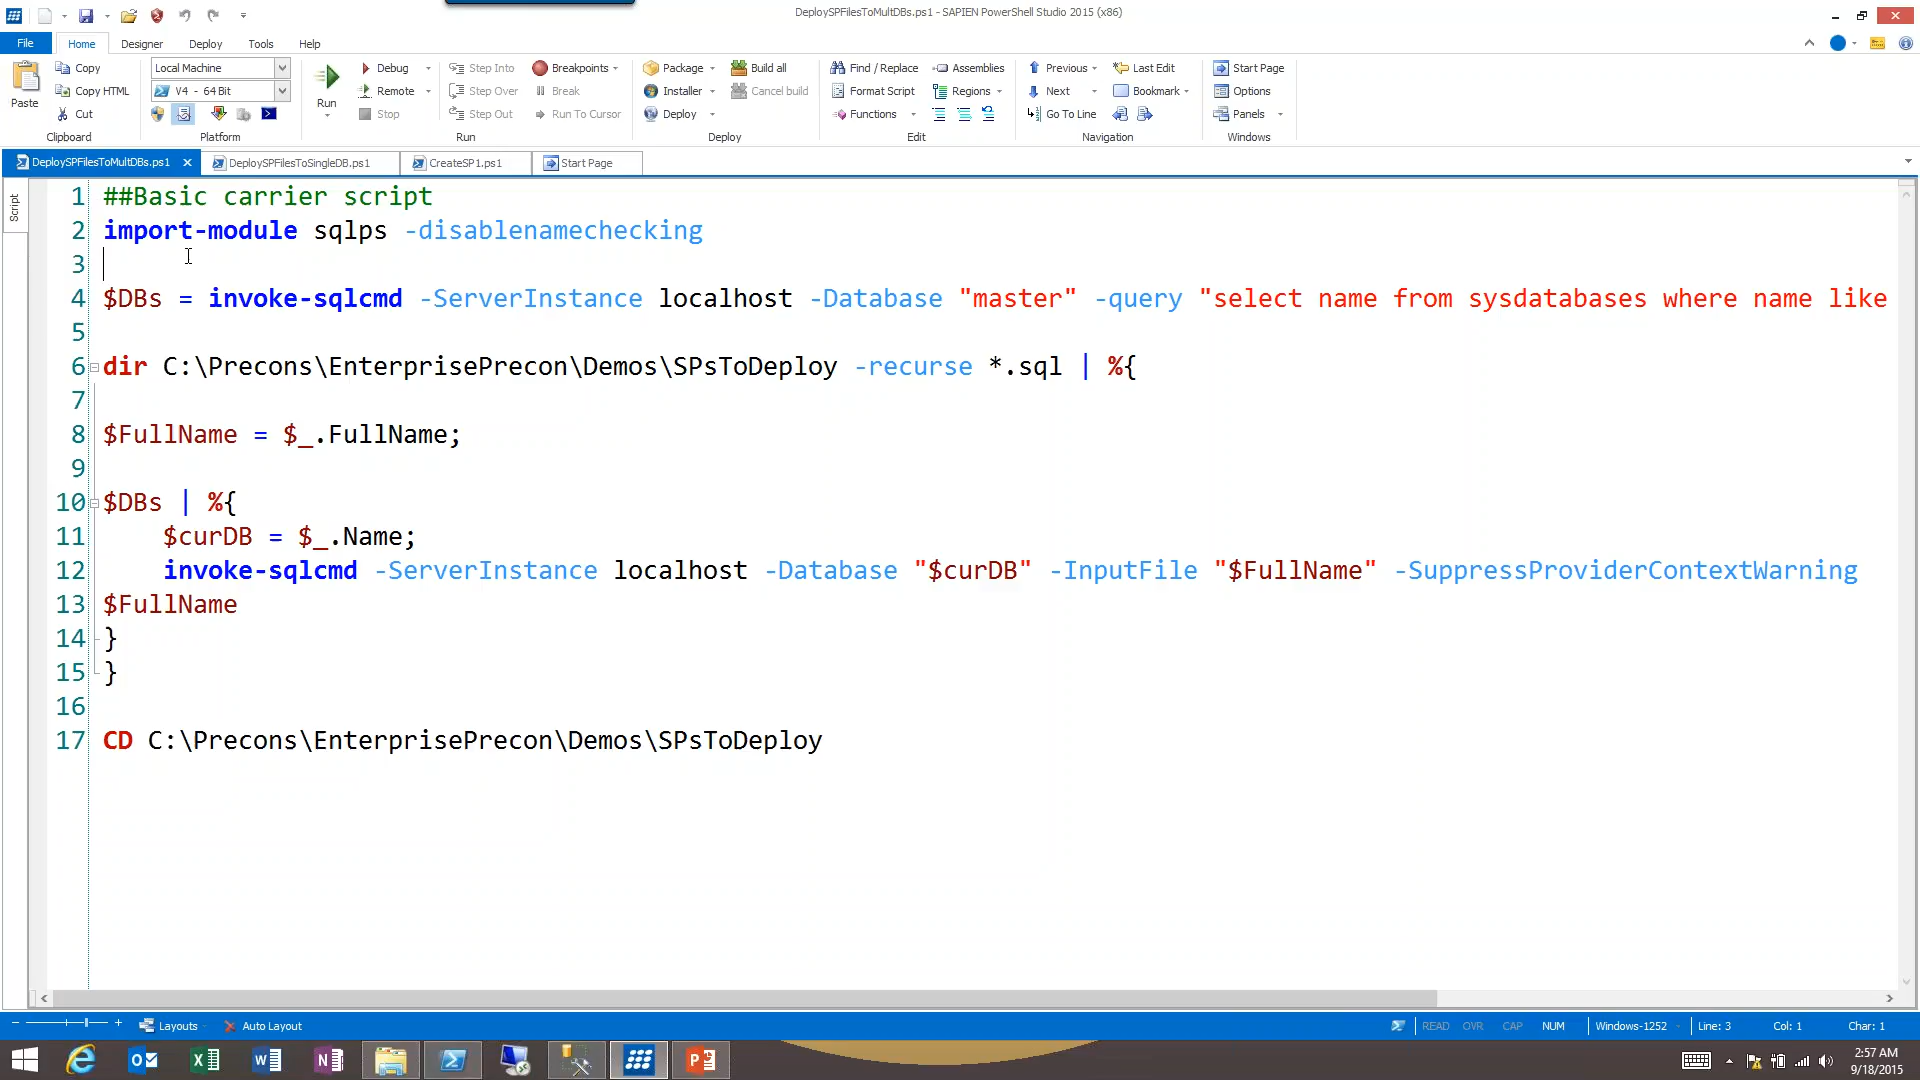 DeploySPFilesToMultDBs.ps1 - SAPIEN PowerShell Studio 2015 (x86)
File Home Designer Deploy Tools Help
Paste
Copy
Copy HTML
Cut
Clipboard
Local Machine
V4 - 64 Bit
Platform
Run
Debug
Remote
Stop
Step Into
Step Over
Step Out
Breakpoints
Break
Run To Cursor
Run
Package
Installer
Deploy
Build all
Cancel build
Deploy
Find / Replace
Format Script
Functions
Assemblies
Regions
Edit
Previous
Next
Go To Line
Last Edit
Bookmark
Navigation
Start Page
Options
Panels
Windows
DeploySPFilesToMultDBs.ps1 DeploySPFilesToSingleDB.ps1 CreateSP1.ps1 Start Page
Script
1 ##Basic carrier script
2 import-module sqlps -disablenamechecking
3
4 $DBs = invoke-sqlcmd -ServerInstance localhost -Database "master" -query "select name from sysdatabases where name like
5
6 dir C:\Precons\EnterprisePrecon\Demos\SPsToDeploy -recurse *.sql | %{
7
8 $FullName = $_.FullName;
9
10 $DBs | %{
11 $curDB = $_.Name;
12 invoke-sqlcmd -ServerInstance localhost -Database "$curDB" -InputFile "$FullName" -SuppressProviderContextWarning
13 $FullName
14 }
15 }
16
17 CD C:\Precons\EnterprisePrecon\Demos\SPsToDeploy
Layouts Auto Layout READ OVR CAP NUM Windows-1252 Line: 3 Col: 1 Char: 1
2:57 AM
9/18/2015